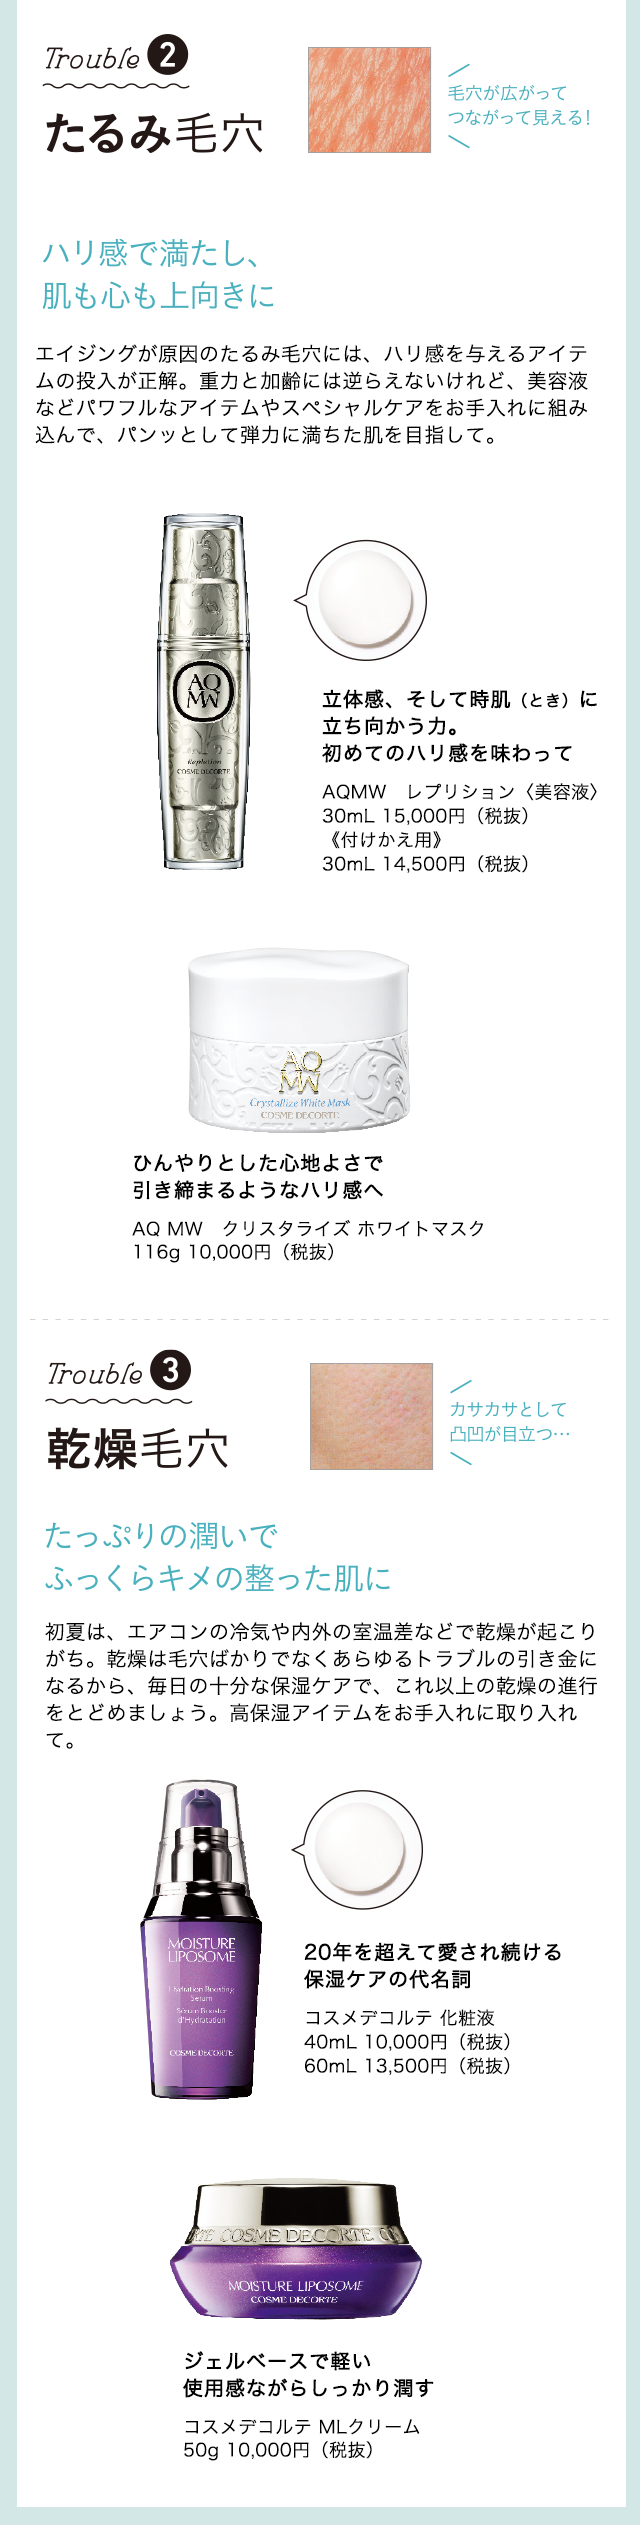 Trouble 2
たるみ毛穴
毛穴が広がって
つながって見える!
ハリ感で満たし、
肌も心も上向きに
エイジングが原因のたるみ毛穴には、ハリ感を与えるアイテ
ムの投入が正解。重力と加齢には逆らえないけれど、美容液
などパワフルなアイテムやスペシャルケアをお手入れに組み
込んで、パンッとして弾力に満ちた肌を目指して。
AQ
MW
Repletion
COSME DECORTE
立体感、そして時肌（とき）に
立ち向かう力。
初めてのハリ感を味わって
AQMW　レプリション〈美容液〉
30mL 15,000円（税抜）
《付けかえ用》
30mL 14,500円（税抜）
AQ
MW
Crystallize White Mask
COSME DECORTE
ひんやりとした心地よさで
引き締まるようなハリ感へ
AQ MW　クリスタライズ ホワイトマスク
116g 10,000円（税抜）
Trouble 3
乾燥毛穴
カサカサとして
凸凹が目立つ…
たっぷりの潤いで
ふっくらキメの整った肌に
初夏は、エアコンの冷気や内外の室温差などで乾燥が起こり
がち。乾燥は毛穴ばかりでなくあらゆるトラブルの引き金に
なるから、毎日の十分な保湿ケアで、これ以上の乾燥の進行
をとどめましょう。高保湿アイテムをお手入れに取り入れ
て。
MOISTURE
LIPOSOME
Hydration Boosting
Serum
Sérum Booster
d'Hydratation
COSME DECORTE
20年を超えて愛され続ける
保湿ケアの代名詞
コスメデコルテ 化粧液
40mL 10,000円（税抜）
60mL 13,500円（税抜）
COSME DECORTE
MOISTURE LIPOSOME
COSME DECORTE
ジェルベースで軽い
使用感ながらしっかり潤す
コスメデコルテ MLクリーム
50g 10,000円（税抜）